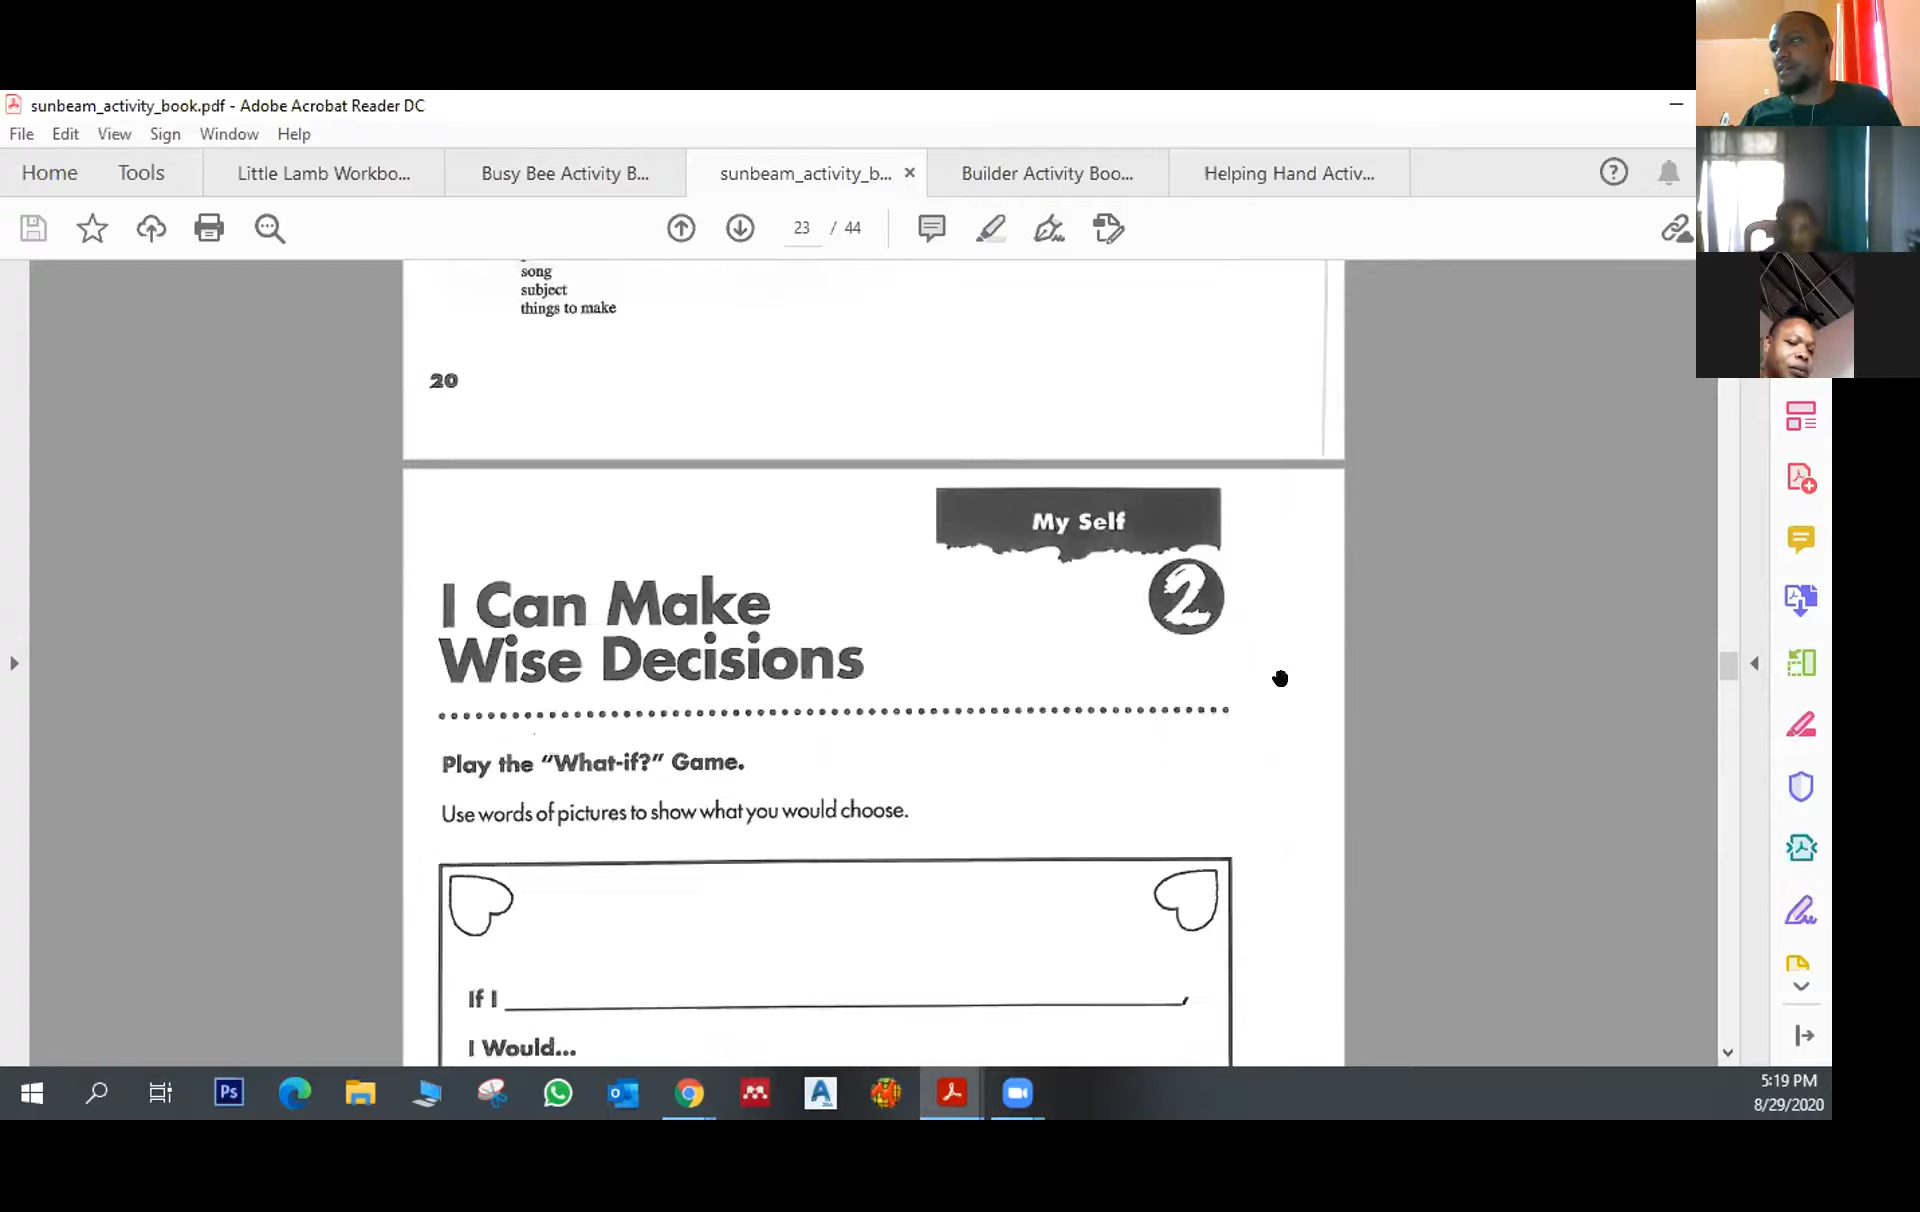 sunbeam_activity_book.pdf - Adobe Acrobat Reader DC
File Edit View Sign Window Help
Home Tools Little Lamb Workbo... Busy Bee Activity B... sunbeam_activity_b... × Builder Activity Boo... Helping Hand Activ...
23 / 44
song
subject
things to make
20
My Self
2
I Can Make
Wise Decisions
Play the “What-if?” Game.
Use words of pictures to show what you would choose.
If I ,
I Would...
Ps
5:19 PM
8/29/2020